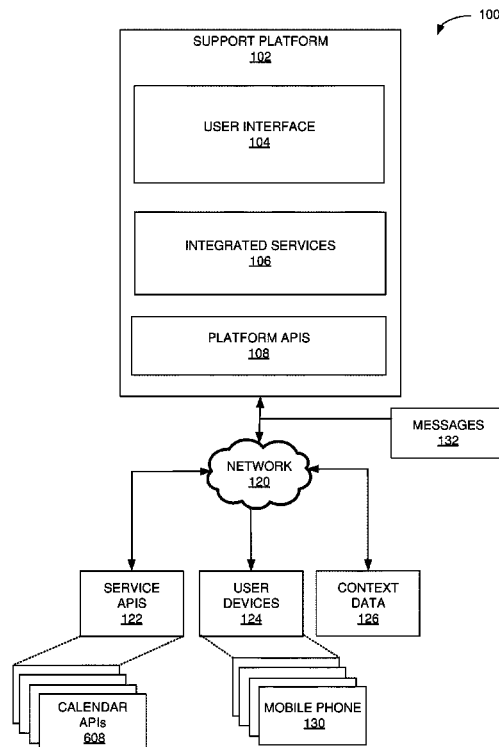 100
SUPPORT PLATFORM
102
USER INTERFACE
104
INTEGRATED SERVICES
106
PLATFORM APIS
108
MESSAGES
132
NETWORK
120
SERVICE
APIS
122
USER
DEVICES
124
CONTEXT
DATA
126
CALENDAR
APIs
608
MOBILE PHONE
130